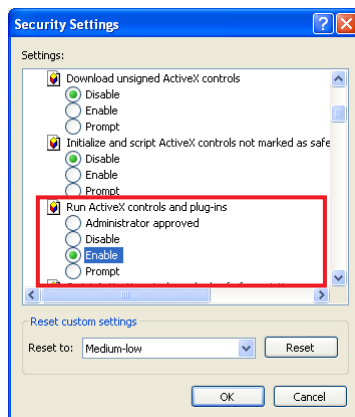 Security Settings
Settings:
Download unsigned ActiveX controls
Disable
Enable
Prompt
Initialize and script ActiveX controls not marked as safe
Disable
Enable
Prompt
Run ActiveX controls and plug-ins
Administrator approved
Disable
Enable
Prompt
Reset custom settings
Reset to: Medium-low Reset
OK Cancel